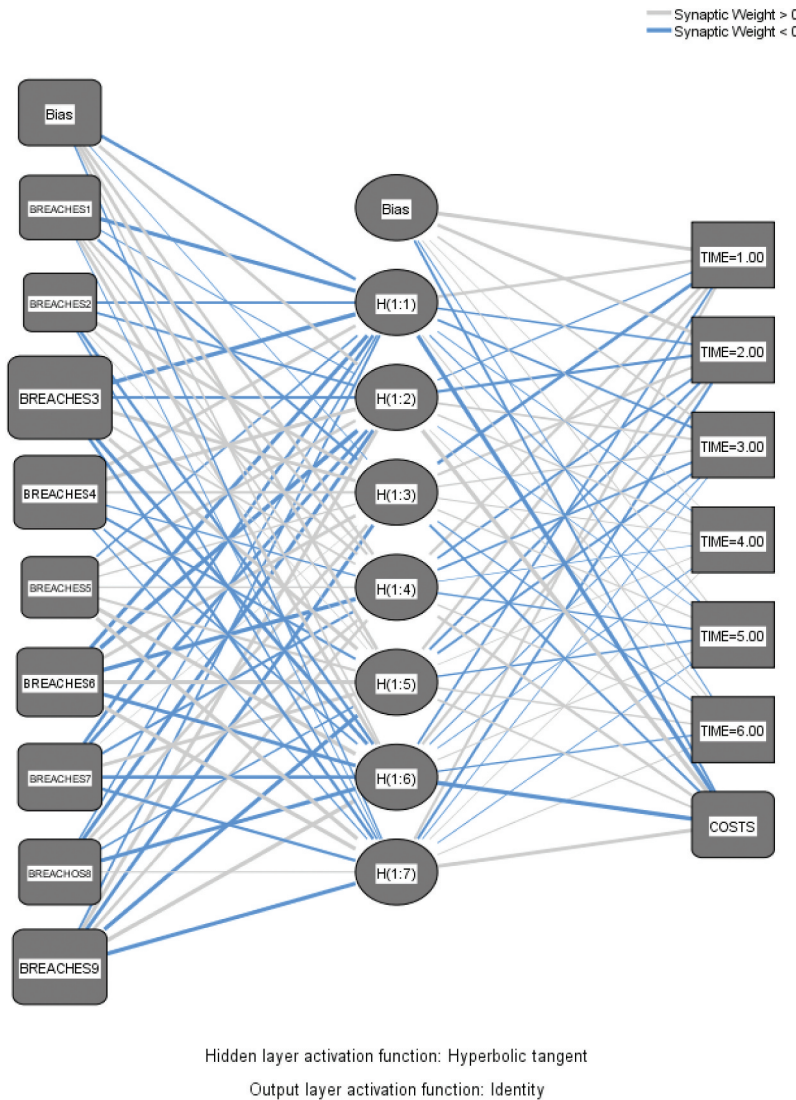 Synaptic Weight > 0
Synaptic Weight < 0
Bias
BREACHES1
BREACHES2
BREACHES3
BREACHES4
BREACHES5
BREACHES6
BREACHES7
BREACHOS8
BREACHES9
Bias
H(1:1)
H(1:2)
H(1:3)
H(1:4)
H(1:5)
H(1:6)
H(1:7)
TIME=1.00
TIME=2.00
TIME=3.00
TIME=4.00
TIME=5.00
TIME=6.00
COSTS
Hidden layer activation function: Hyperbolic tangent
Output layer activation function: Identity